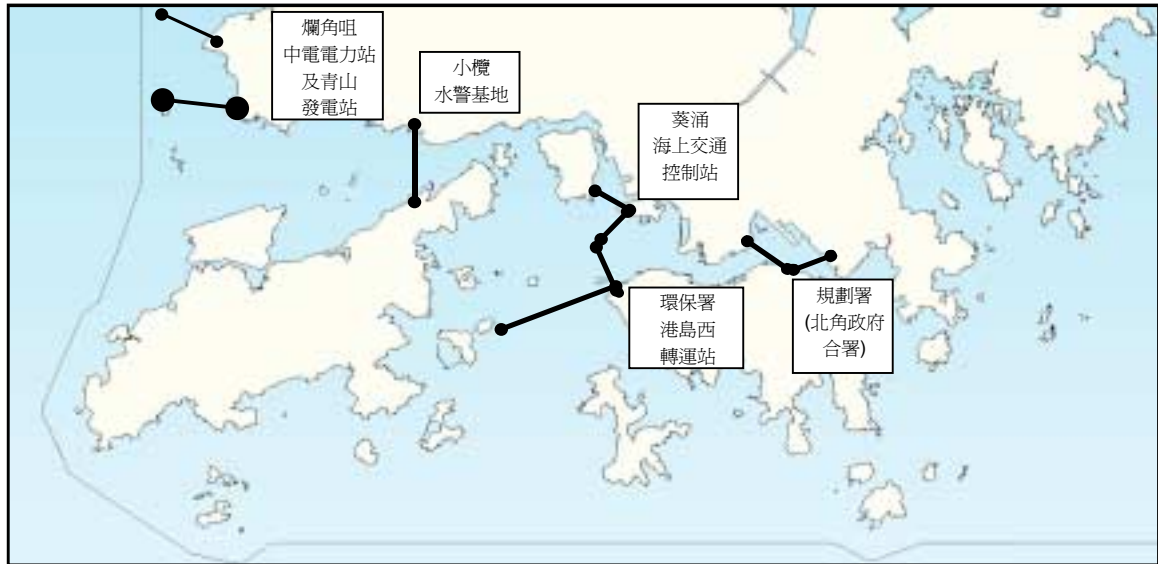 爛角咀
中電電力站
及青山
發電站
小欖
水警基地
葵涌
海上交通
控制站
環保署
港島西
轉運站
規劃署
(北角政府
合署)